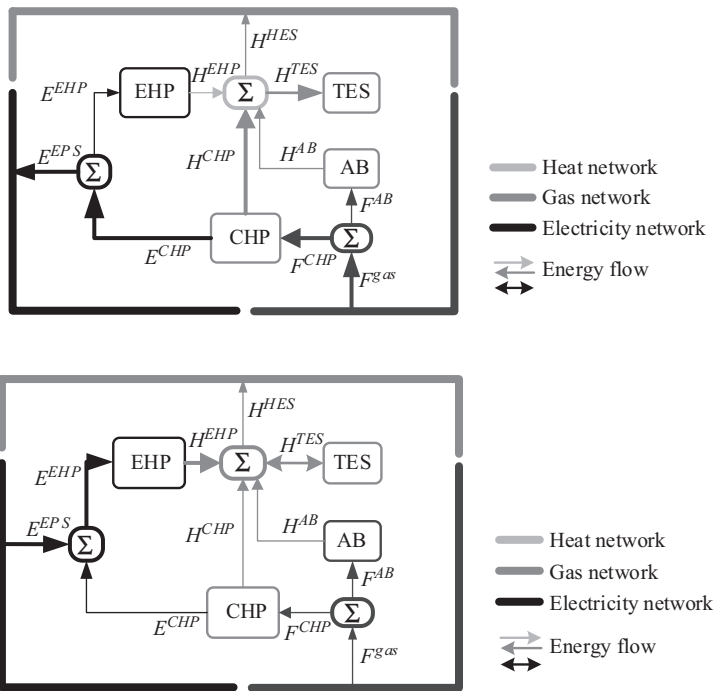 H^HES
E^EHP
EHP
H^EHP
Σ
H^TES
TES
E^EPS
Σ
H^CHP
H^AB
AB
F^AB
E^CHP
CHP
F^CHP
Σ
F^gas
Heat network
Gas network
Electricity network
Energy flow
H^HES
E^EHP
EHP
H^EHP
Σ
H^TES
TES
E^EPS
Σ
H^CHP
H^AB
AB
F^AB
E^CHP
CHP
F^CHP
Σ
F^gas
Heat network
Gas network
Electricity network
Energy flow